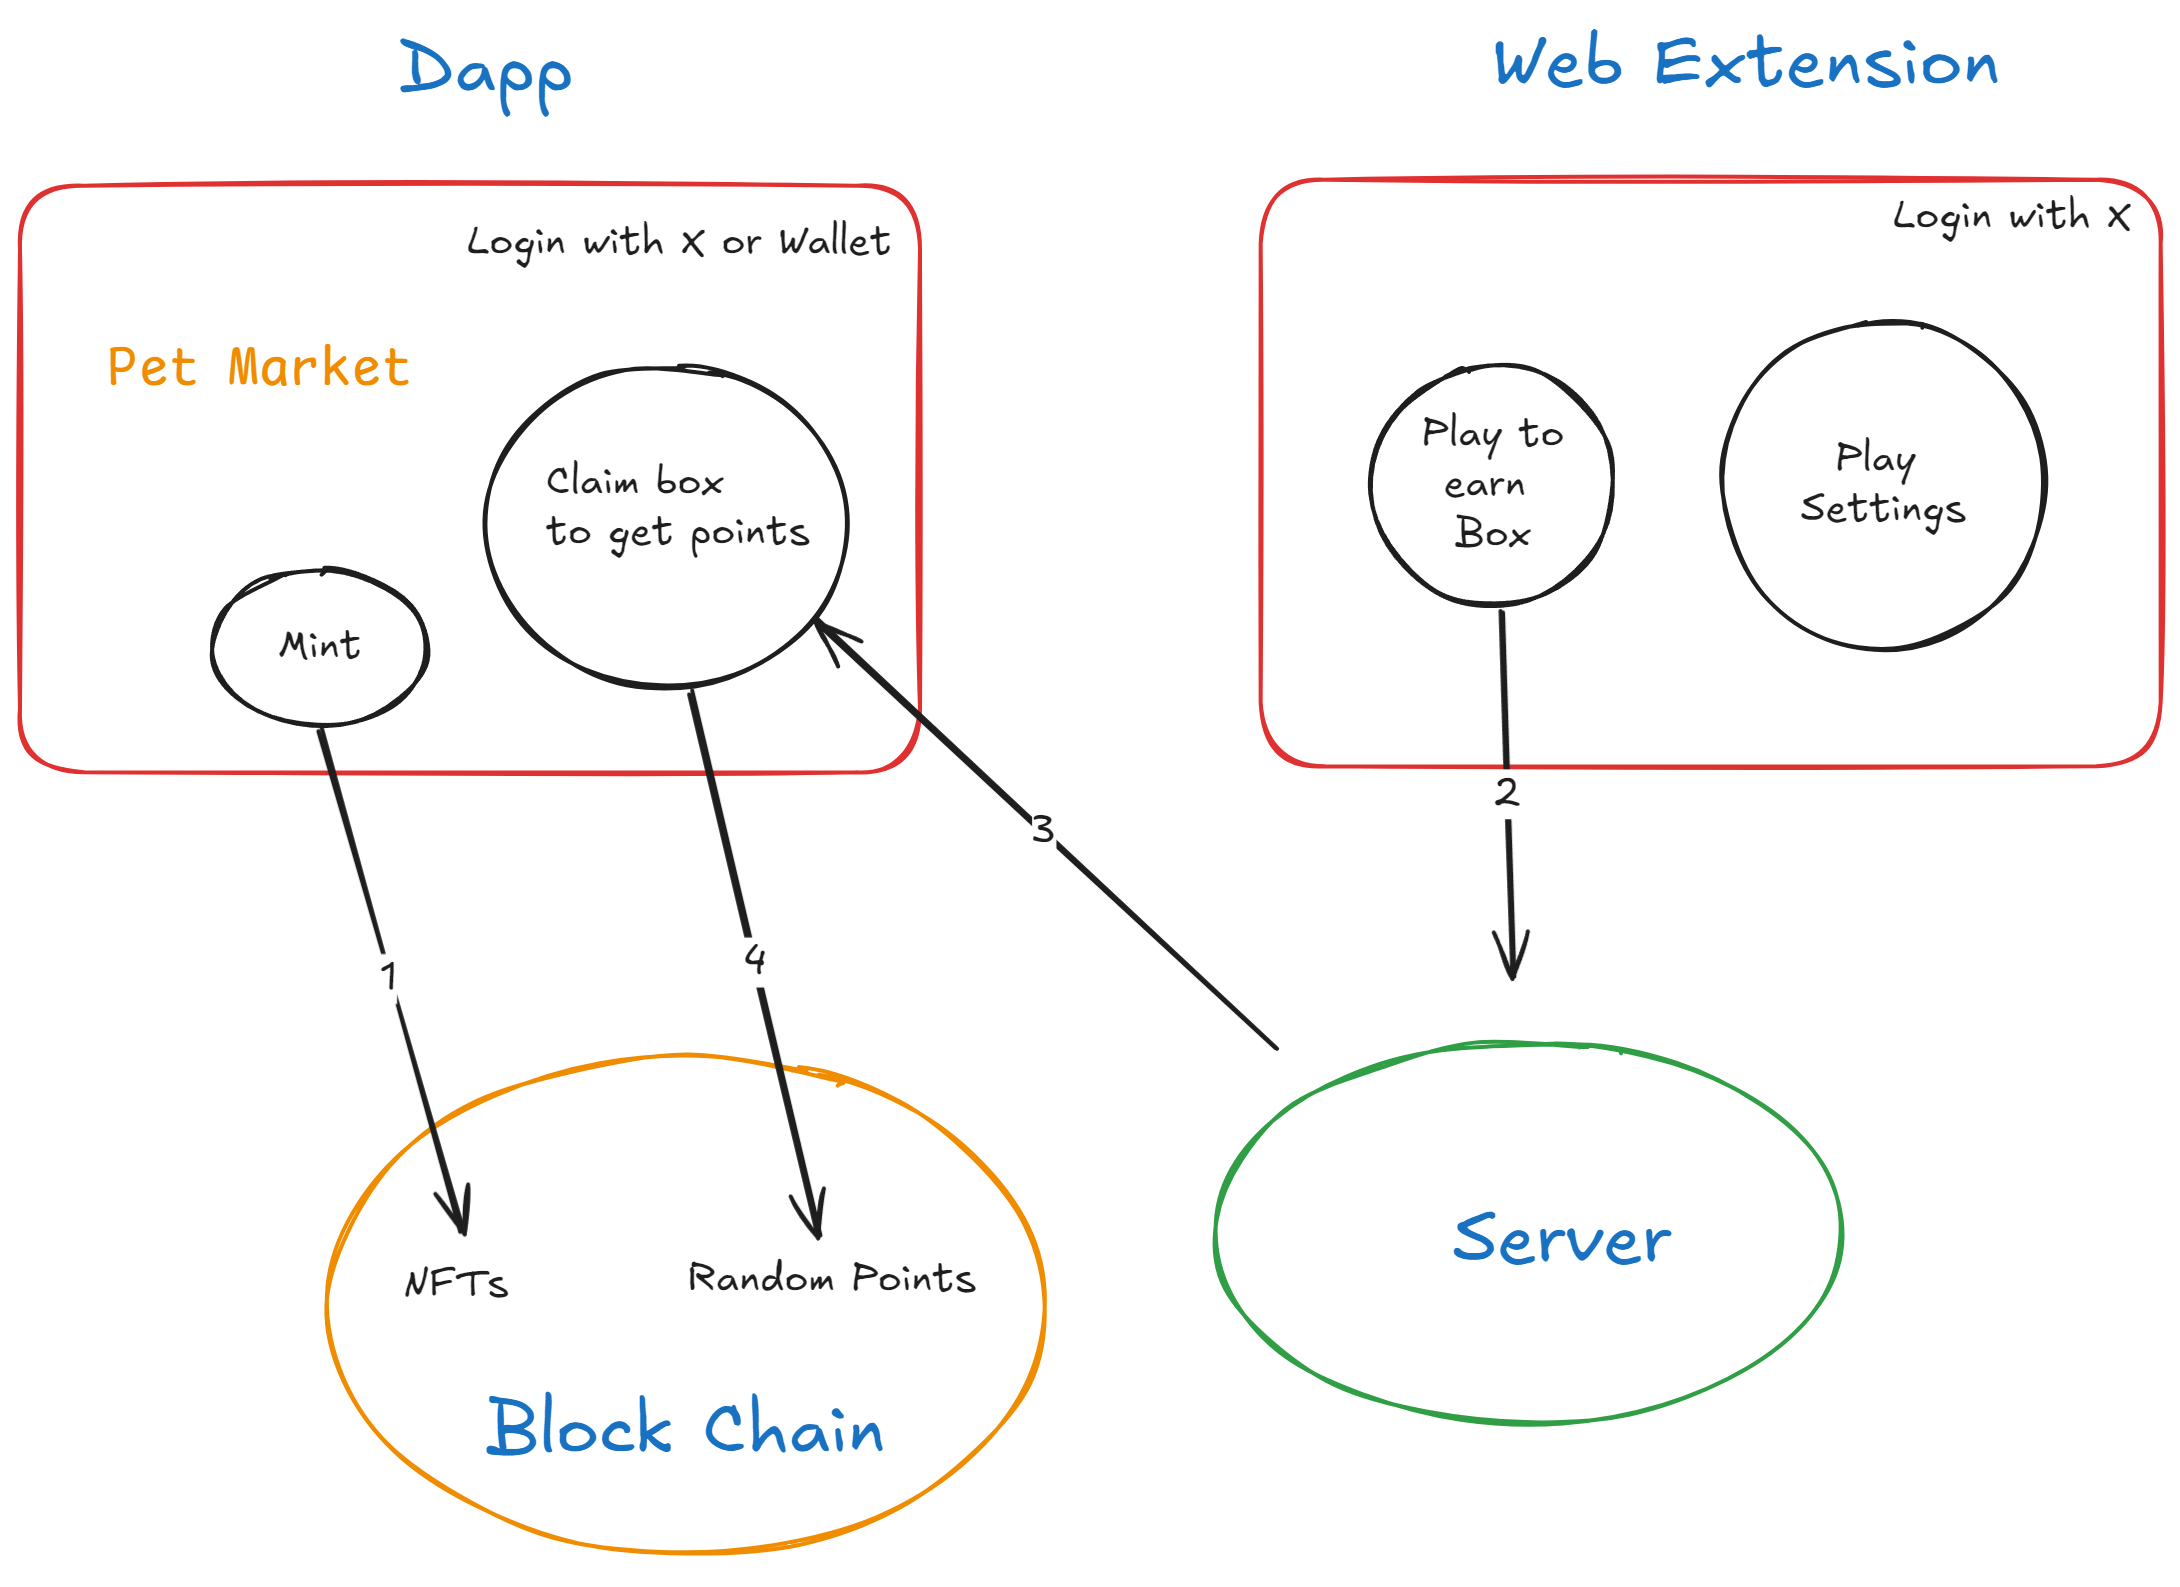 Dapp
Web Extension
Login with X or Wallet
Login with X
Pet Market
Claim box
to get points
Mint
Play to
earn
Box
Play
Settings
2
3
4
1
NFTs
Random Points
Block Chain
Server